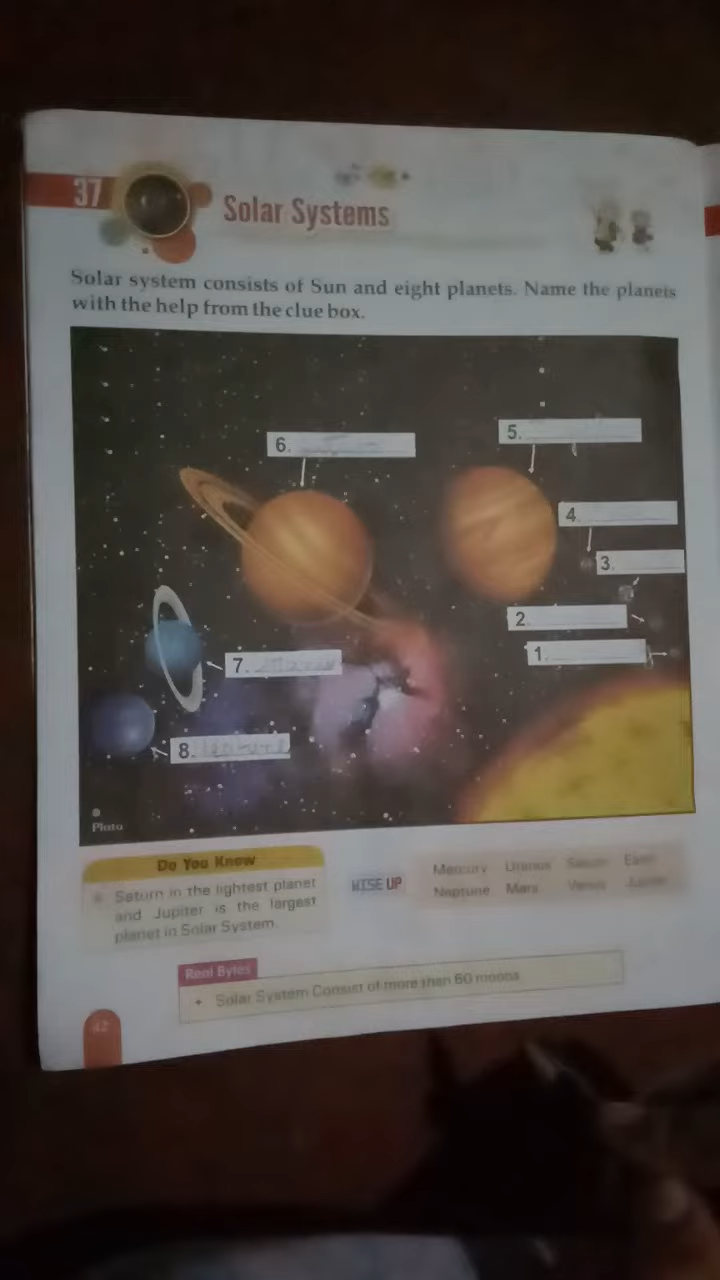 37
Solar Systems
Solar system consists of Sun and eight planets. Name the planets
with the help from the clue box.
6.
5.
4.
3.
2.
1.
7.
8.
Pluto
Do You Know
Saturn in the lightest planet
and Jupiter is the largest
planet in Solar System.
WISE UP
Mercury Uranus Saturn Earth
Neptune Mars Venus Jupiter
Real Bytes
• Solar System Consist of more than 60 moons
42